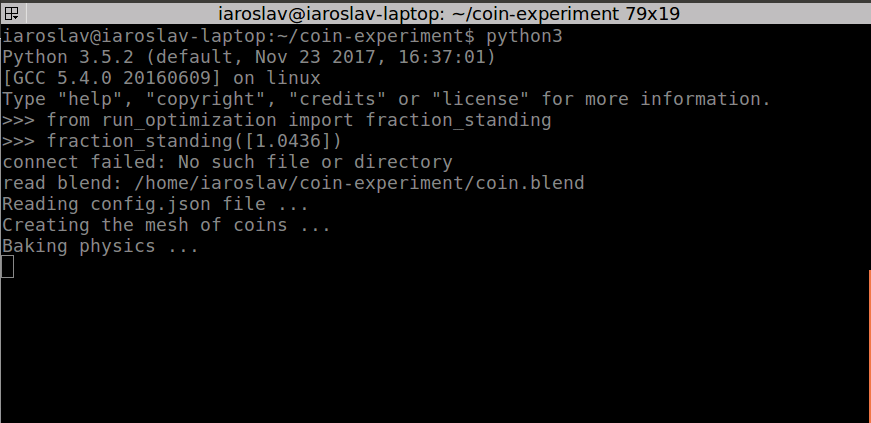 iaroslav@iaroslav-laptop: ~/coin-experiment 79x19
iaroslav@iaroslav-laptop:~/coin-experiment$ python3
Python 3.5.2 (default, Nov 23 2017, 16:37:01)
[GCC 5.4.0 20160609] on linux
Type "help", "copyright", "credits" or "license" for more information.
>>> from run_optimization import fraction_standing
>>> fraction_standing([1.0436])
connect failed: No such file or directory
read blend: /home/iaroslav/coin-experiment/coin.blend
Reading config.json file ...
Creating the mesh of coins ...
Baking physics ...